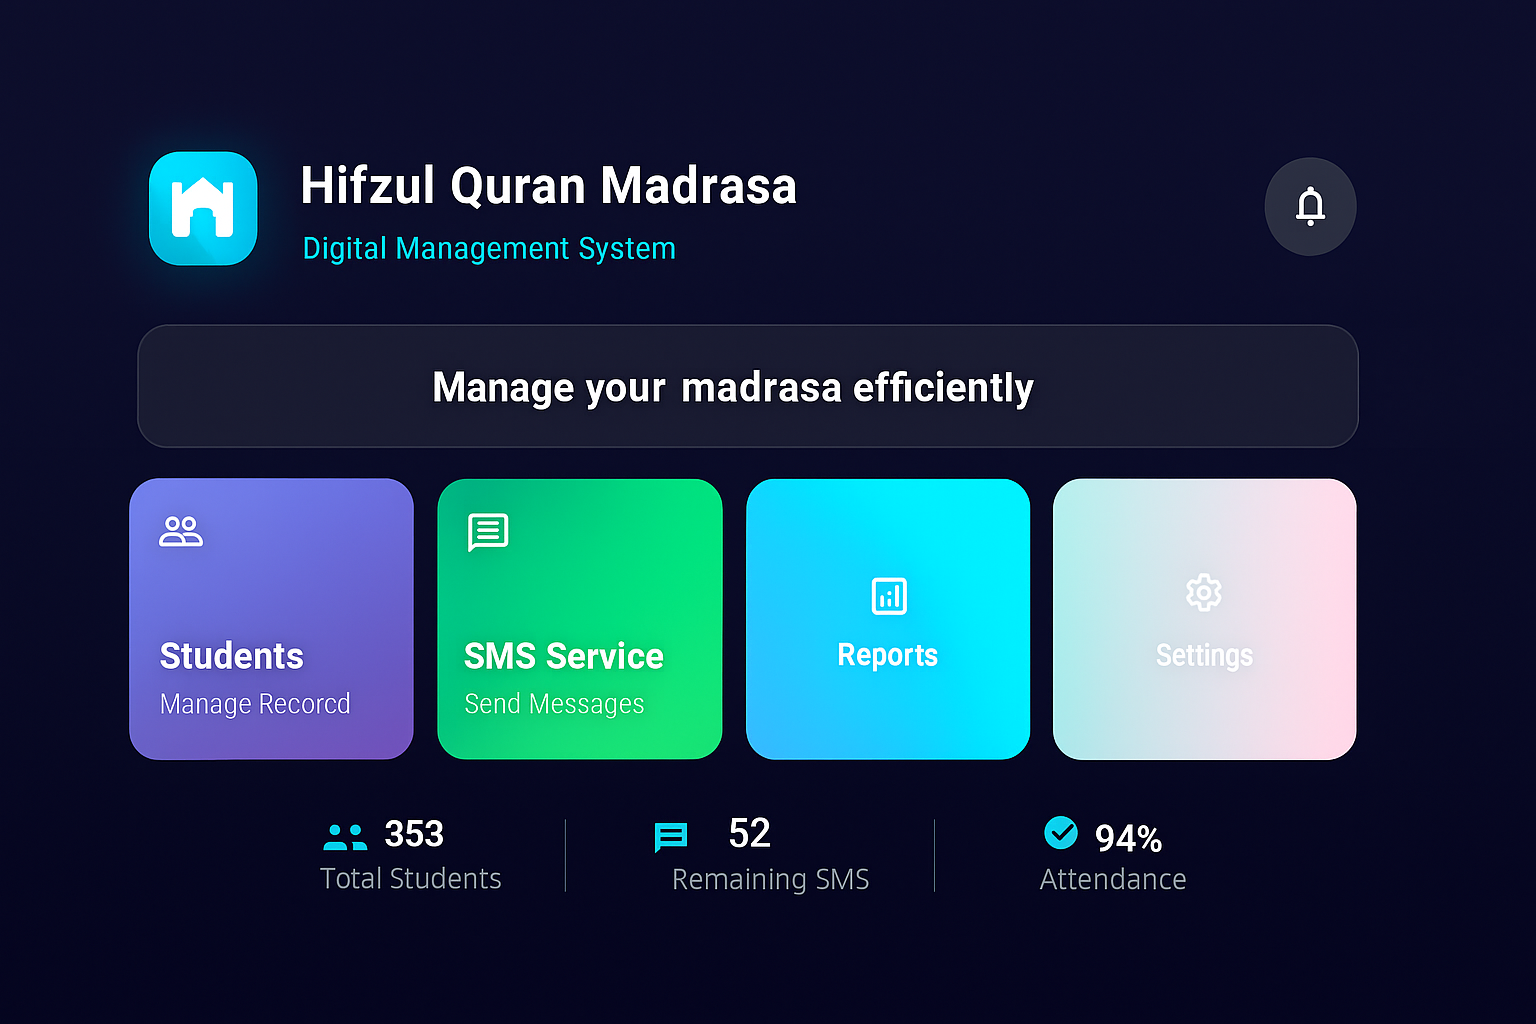 Hifzul Quran Madrasa
Digital Management System
Manage your madrasa efficiently
Students
Manage Recorcd
SMS Service
Send Messages
Reports
Settings
353
Total Students
52
Remaining SMS
94%
Attendance